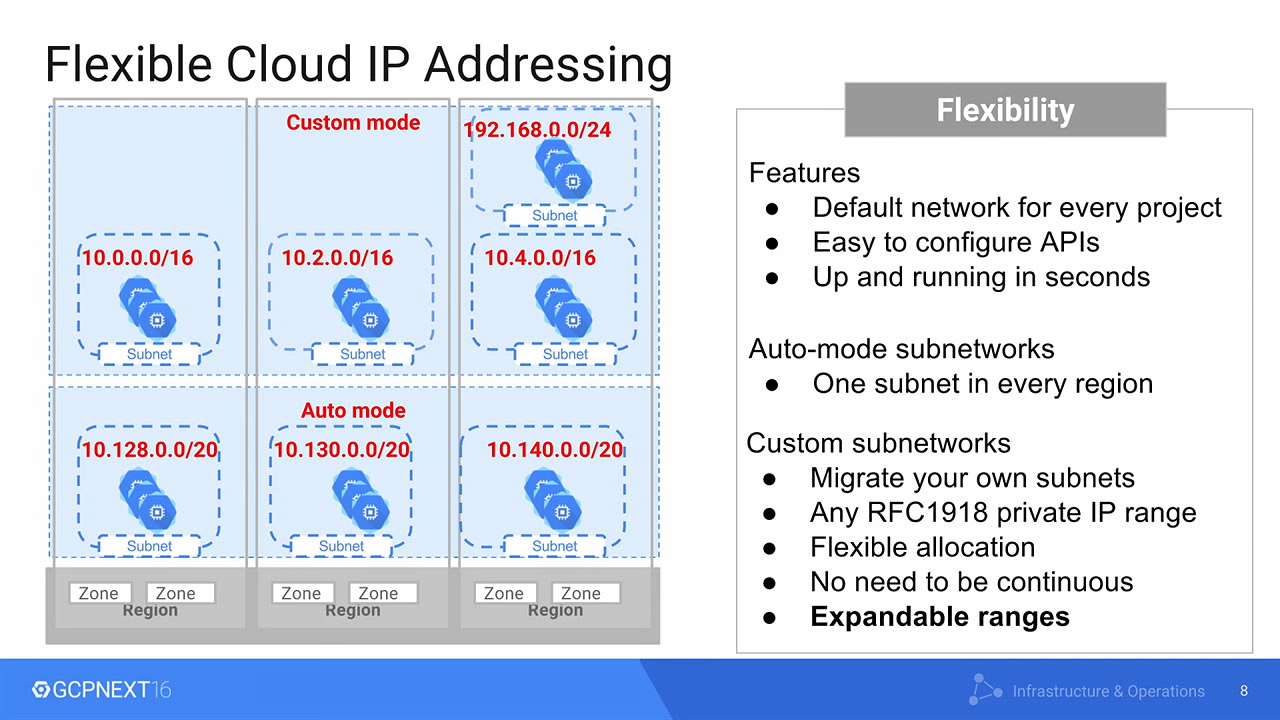 Flexible Cloud IP Addressing
Custom mode
192.168.0.0/24
Subnet
10.0.0.0/16
10.2.0.0/16
10.4.0.0/16
Subnet
Subnet
Subnet
Auto mode
10.128.0.0/20
10.130.0.0/20
10.140.0.0/20
Subnet
Subnet
Subnet
Zone
Zone
Region
Zone
Zone
Region
Zone
Zone
Region
Flexibility
Features
● Default network for every project
● Easy to configure APIs
● Up and running in seconds
Auto-mode subnetworks
● One subnet in every region
Custom subnetworks
● Migrate your own subnets
● Any RFC1918 private IP range
● Flexible allocation
● No need to be continuous
● Expandable ranges
GCPNEXT16
Infrastructure & Operations
8